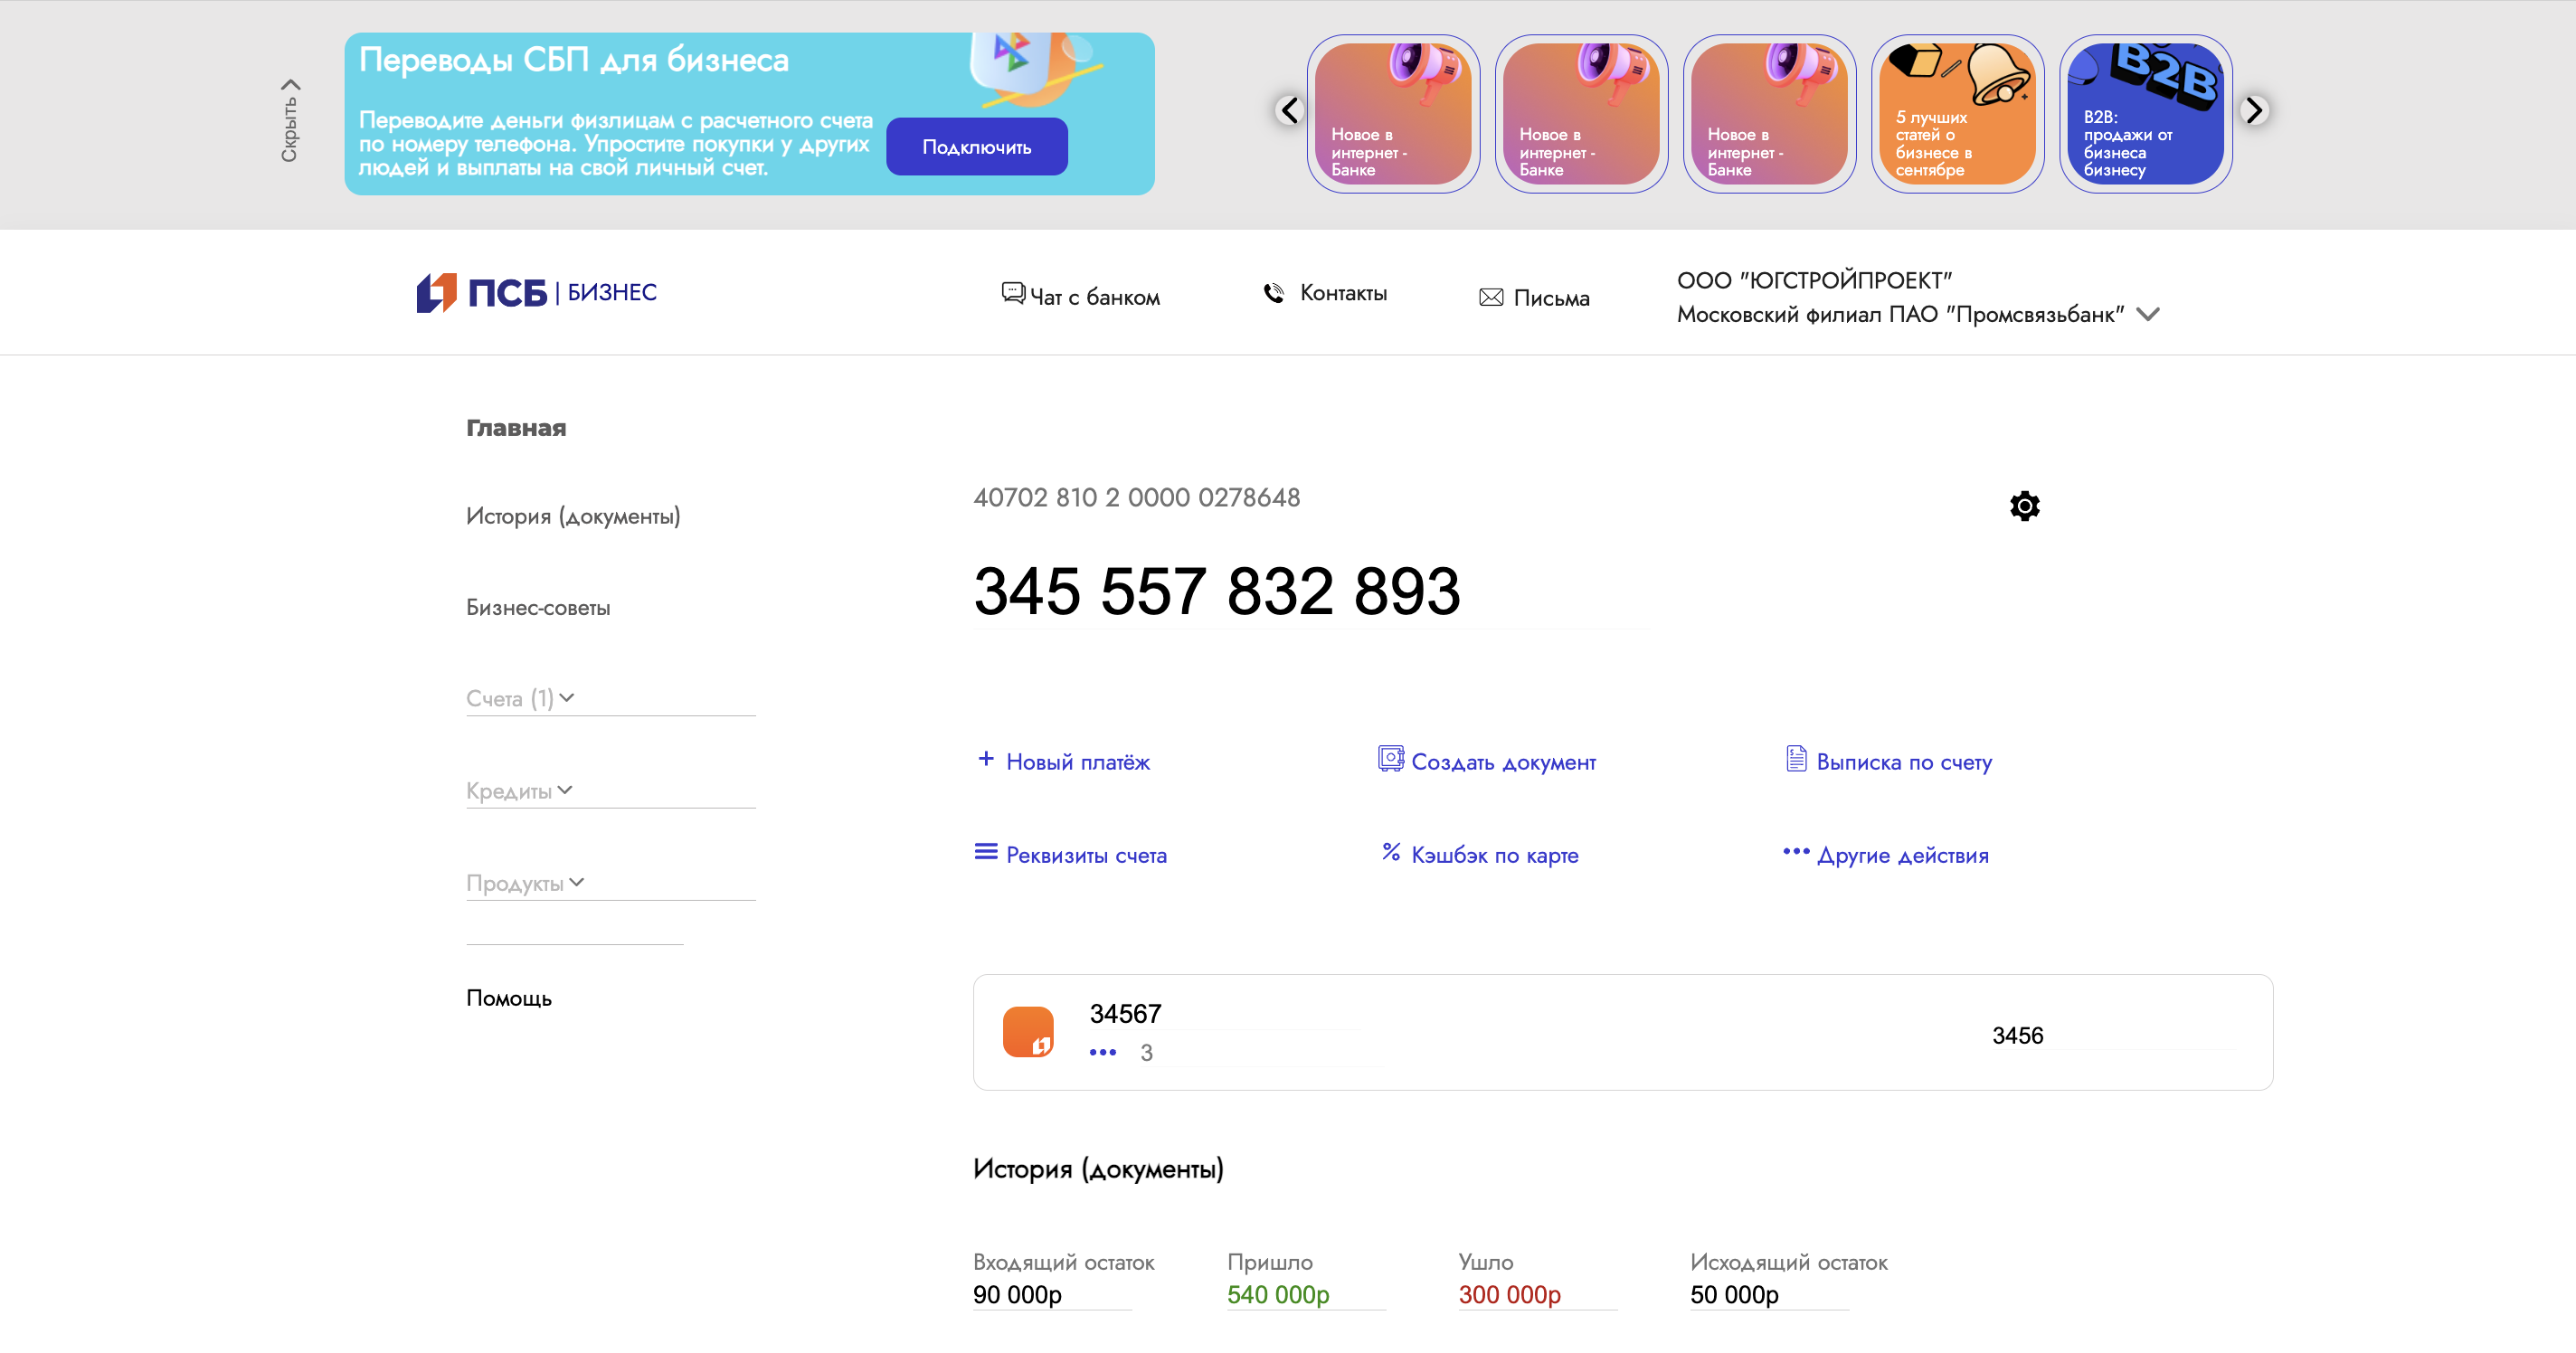 Скрыть
Переводы СБП для бизнеса
Переводите деньги физлицам с расчетного счета
по номеру телефона. Упростите покупки у других
людей и выплаты на свой личный счет.
Подключить
Новое в
интернет -
Банке
Новое в
интернет -
Банке
Новое в
интернет -
Банке
5 лучших
статей о
бизнесе в
сентябре
B2B
B2B:
продажи от
бизнеса
бизнесу
ПСБ | БИЗНЕС
Чат с банком
Контакты
Письма
ООО "ЮГСТРОЙПРОЕКТ"
Московский филиал ПАО "Промсвязьбанк"
Главная
История (документы)
Бизнес-советы
Счета (1)
Кредиты
Продукты
Помощь
40702 810 2 0000 0278648
345 557 832 893
+ Новый платёж
Создать документ
Выписка по счету
Реквизиты счета
% Кэшбэк по карте
••• Другие действия
34567
••• 3
3456
История (документы)
Входящий остаток
90 000р
Пришло
540 000р
Ушло
300 000р
Исходящий остаток
50 000р